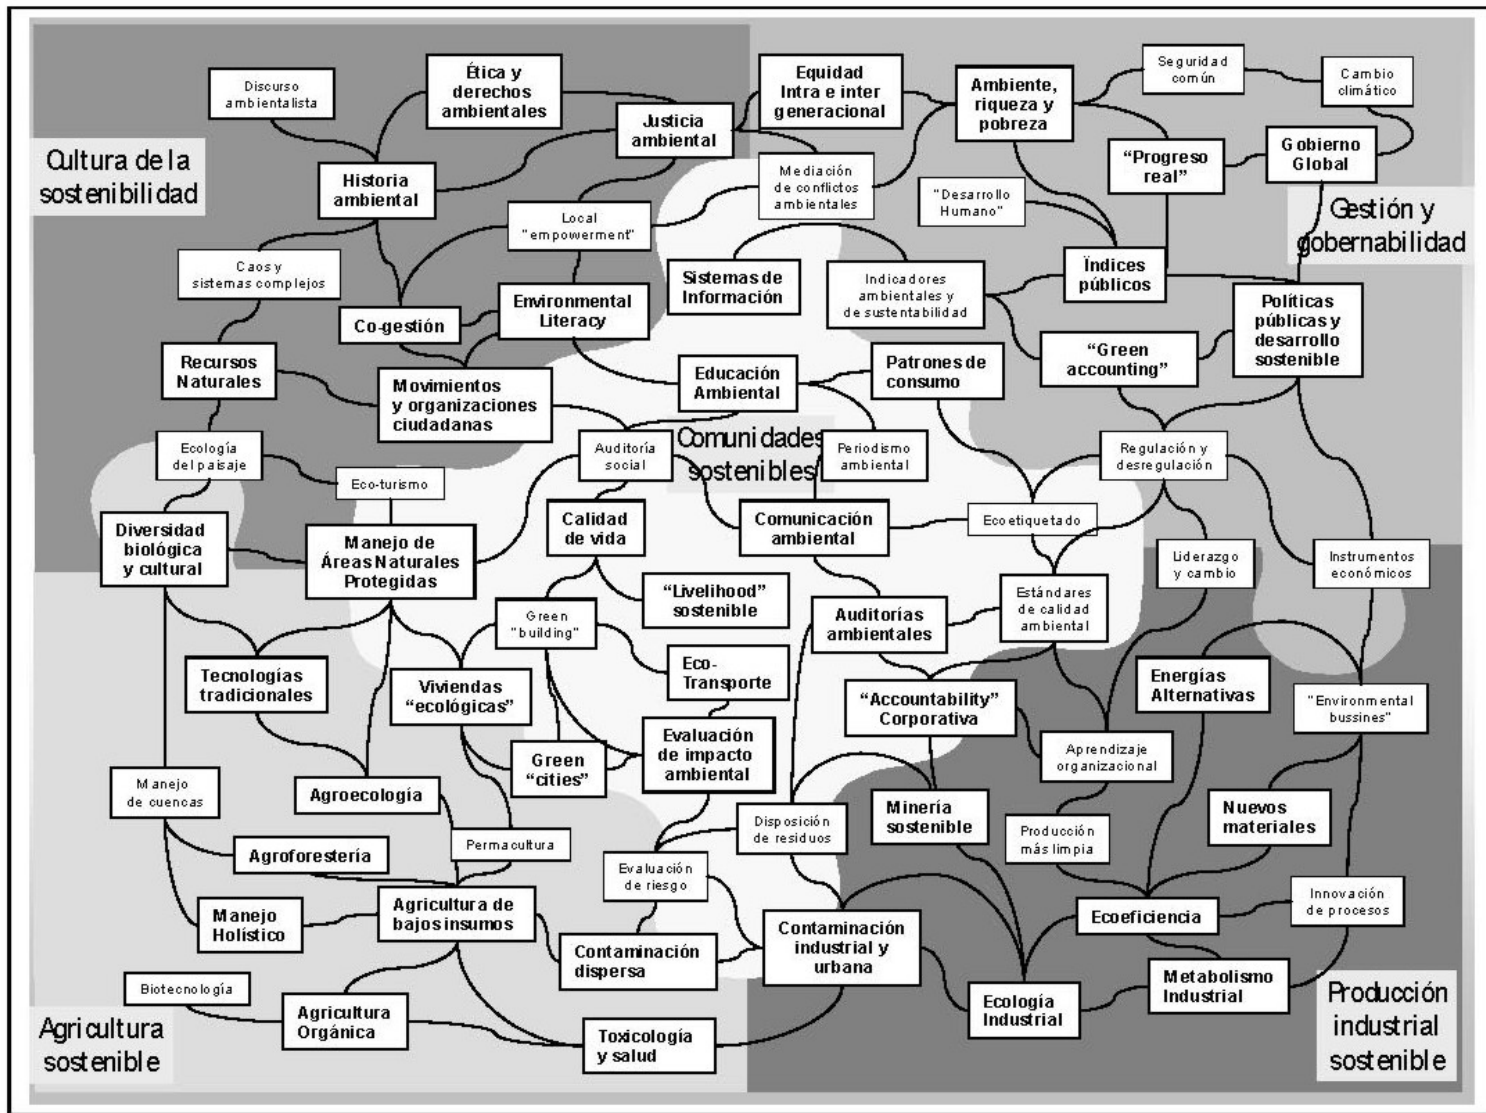 Discurso
ambientalista
Ética y
derechos
ambientales
Justicia
ambiental
Equidad
Intra e inter
generacional
Ambiente,
riqueza y
pobreza
Seguridad
común
Cambio
climático
Cultura de la
sostenibilidad
Historia
ambiental
Mediación
de conflictos
ambientales
“Progreso
real”
Gobierno
Global
"Desarrollo
Humano"
Gestión y
gobernabilidad
Local
"empowerment"
Caos y
sistemas complejos
Sistemas de
Información
Indicadores
ambientales y
de sustentabilidad
Ïndices
públicos
Co-gestión
Environmental
Literacy
Políticas
públicas y
desarrollo
sostenible
Recursos
Naturales
Movimientos
y organizaciones
ciudadanas
Educación
Ambiental
Patrones de
consumo
“Green
accounting”
Ecología
del paisaje
Eco-turismo
Auditoría
social
Comunidades
sostenibles
Periodismo
ambiental
Regulación y
desregulación
Diversidad
biológica
y cultural
Manejo de
Áreas Naturales
Protegidas
Calidad
de vida
Comunicación
ambiental
Ecoetiquetado
Liderazgo
y cambio
Instrumentos
económicos
Green
"building"
“Livelihood”
sostenible
Auditorías
ambientales
Estándares
de calidad
ambiental
Tecnologías
tradicionales
Viviendas
“ecológicas”
Eco-
Transporte
“Accountability”
Corporativa
Energías
Alternativas
"Environmental
bussines"
Green
“cities”
Evaluación
de impacto
ambiental
Aprendizaje
organizacional
Manejo
de cuencas
Agroecología
Disposición
de residuos
Minería
sostenible
Producción
más limpia
Nuevos
materiales
Agroforestería
Permacultura
Evaluación
de riesgo
Manejo
Holístico
Agricultura de
bajos insumos
Contaminación
dispersa
Contaminación
industrial y
urbana
Ecoeficiencia
Innovación
de procesos
Biotecnología
Agricultura
Orgánica
Toxicología
y salud
Ecología
Industrial
Metabolismo
Industrial
Agricultura
sostenible
Producción
industrial
sostenible